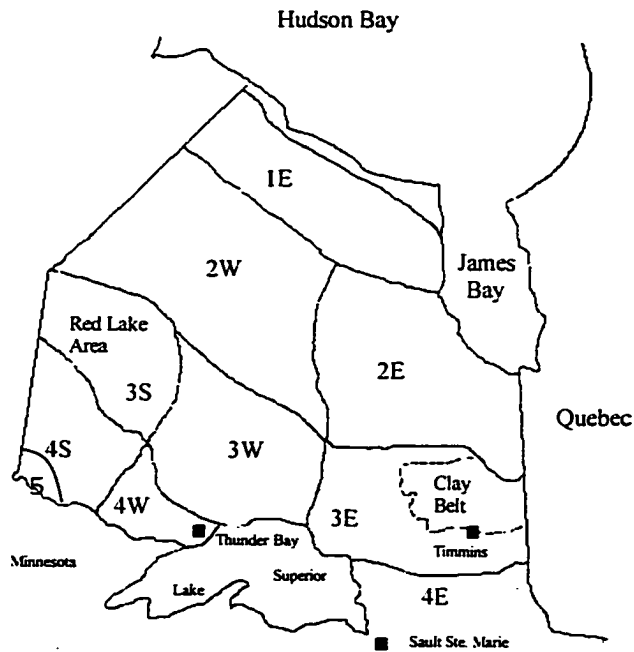 Hudson Bay
1E
2W
James
Bay
Red Lake
Area
2E
3S
Quebec
4S
3W
Clay
Belt
5
4W
3E
Thunder Bay
Timmins
Minnesota
Lake
Superior
4E
Sault Ste. Marie